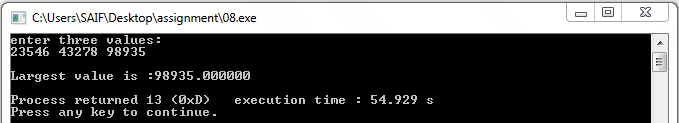 C:\Users\SAIF\Desktop\assignment\08.exe
enter three values:
23546 43278 98935
Largest value is :98935.000000
Process returned 13 (0xD)   execution time : 54.929 s
Press any key to continue.